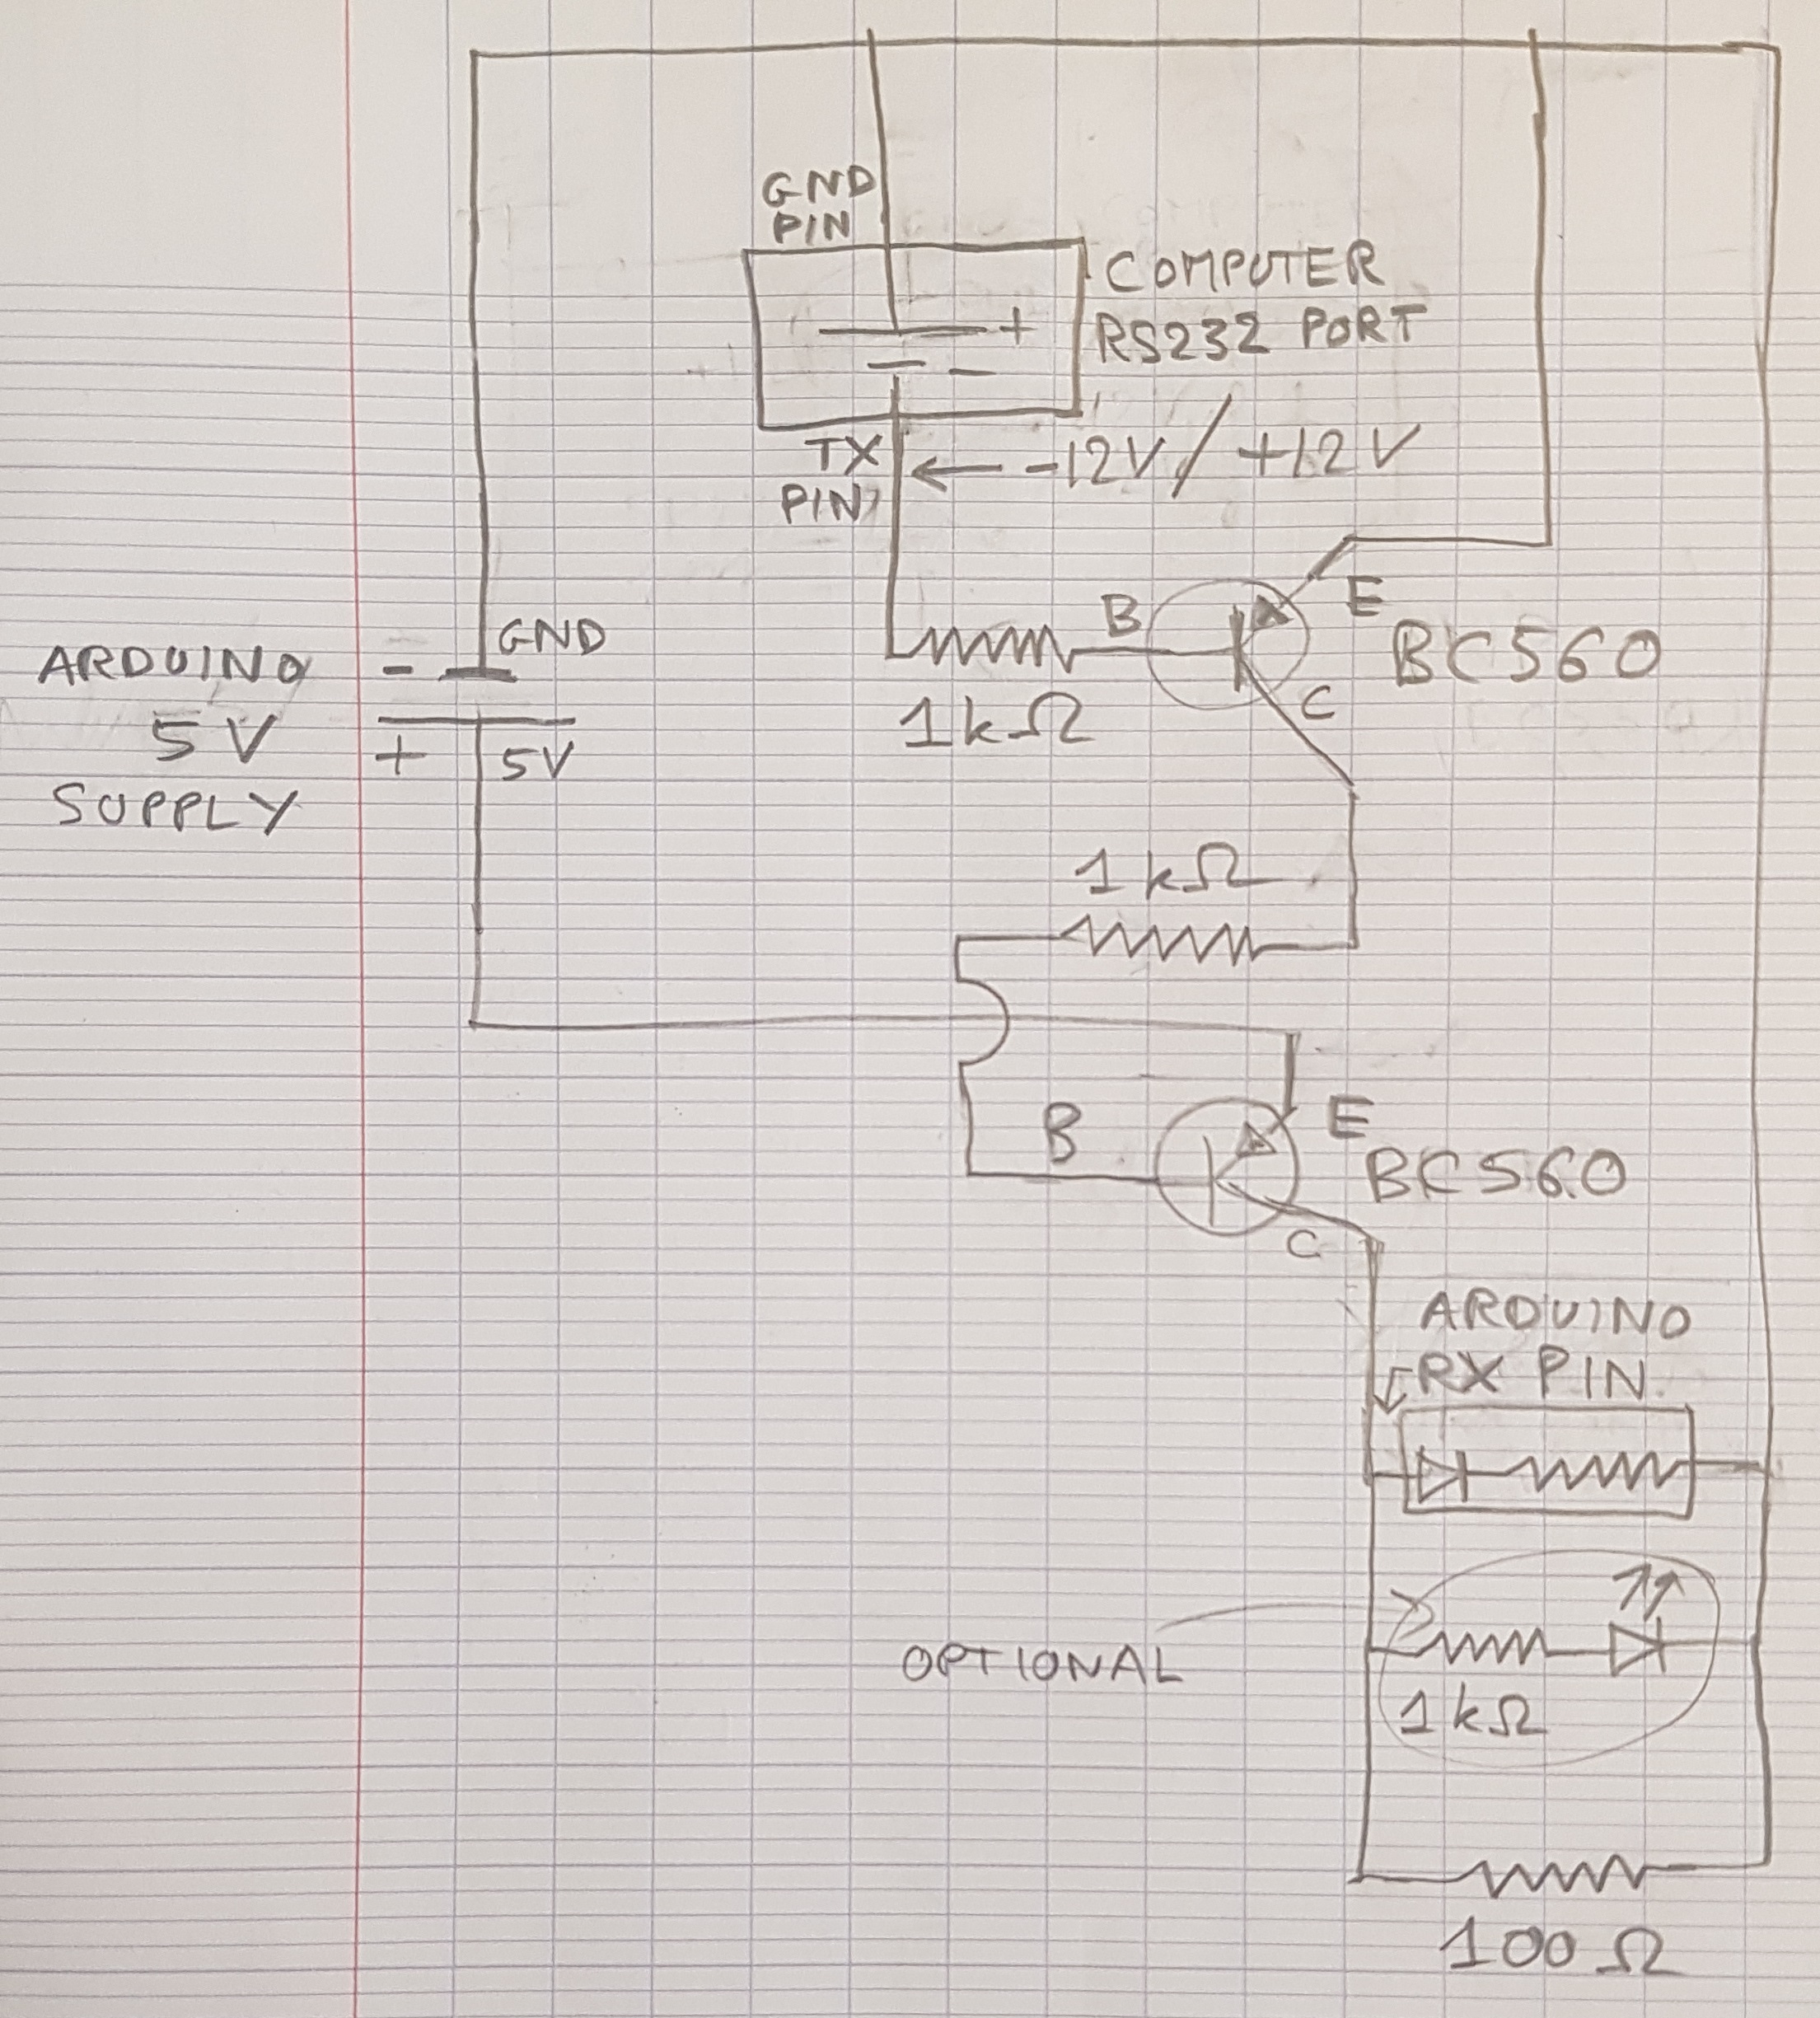 GND
PIN
COMPUTER
RS232 PORT
+
-
TX
PIN
← -12V / +12V
B
E
BC560
C
1kΩ
ARDUINO
5V
SUPPLY
- GND
+ 5V
1kΩ
B
E
BC560
C
ARDUINO
RX PIN
OPTIONAL
1kΩ
100Ω